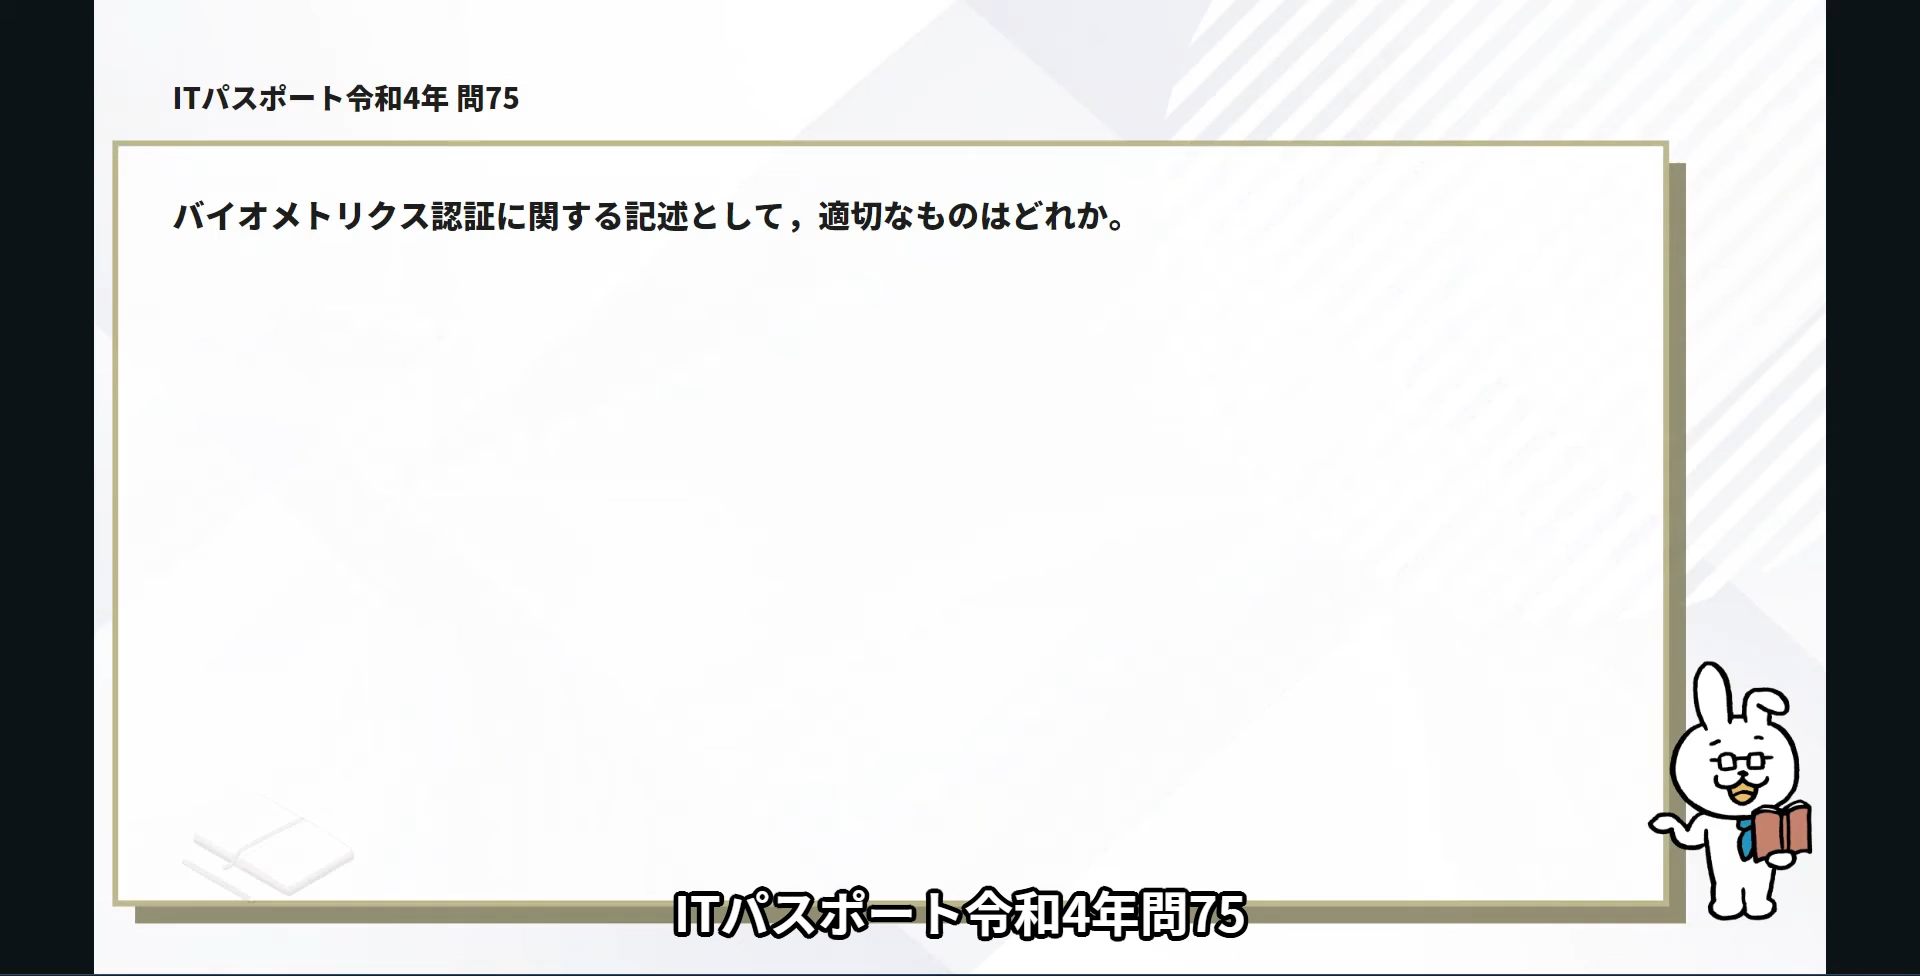 ITパスポート令和4年 問75
バイオメトリクス認証に関する記述として，適切なものはどれか。
ITパスポート令和4年問75